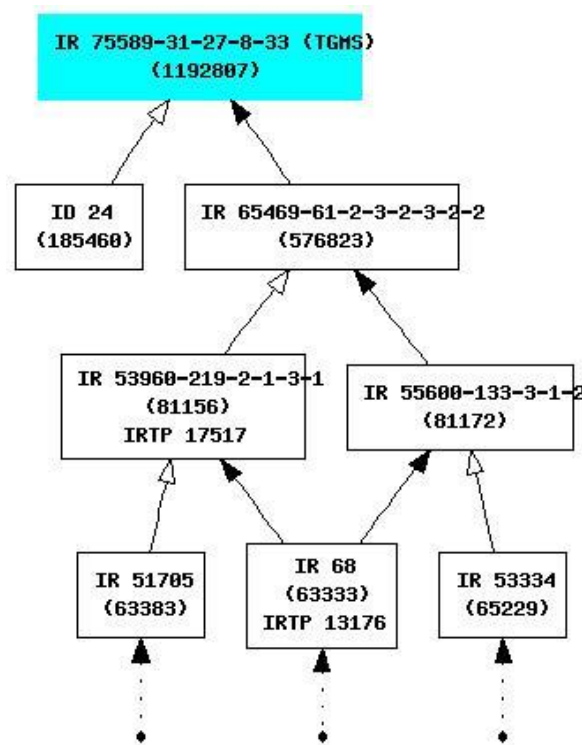 IR 75589-31-27-8-33 (TGMS)
(1192807)
ID 24
(185460)
IR 65469-61-2-3-2-3-2-2
(576823)
IR 53960-219-2-1-3-1
(81156)
IRTP 17517
IR 55600-133-3-1-2
(81172)
IR 51705
(63383)
IR 68
(63333)
IRTP 13176
IR 53334
(65229)